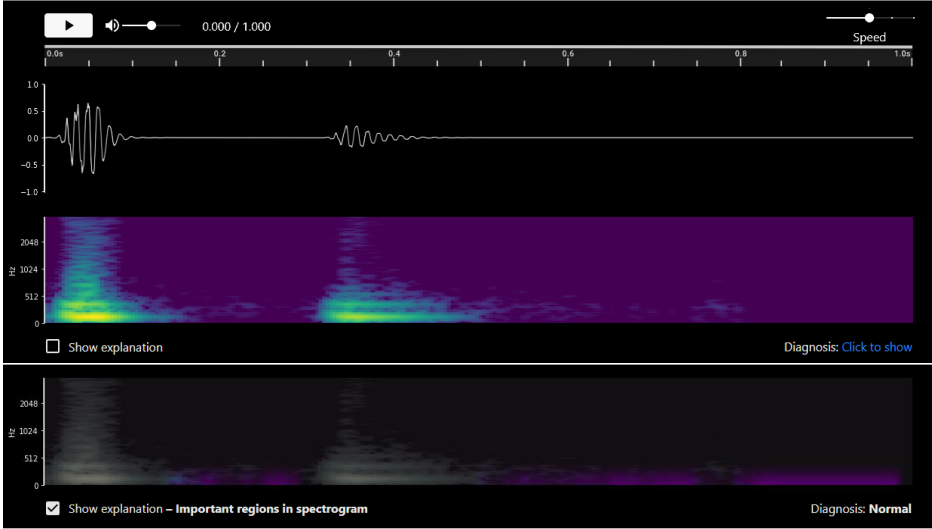 0.000 / 1.000
Speed
0.0s 0.2 0.4 0.6 0.8 1.0s
1.0
0.5
0.0
−0.5
−1.0
2048
1024
512
0
Hz
Show explanation
Diagnosis: Click to show
2048
1024
512
0
Hz
Show explanation – Important regions in spectrogram
Diagnosis: Normal